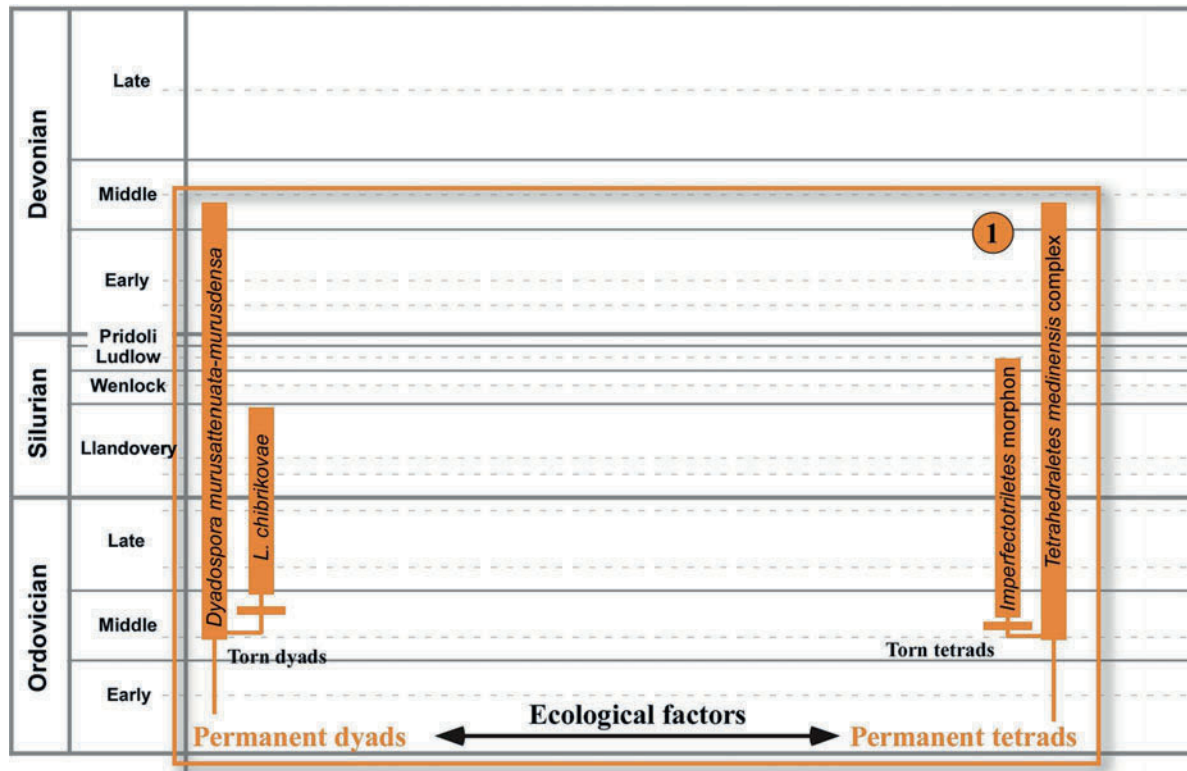 Devonian
Late
Middle
Early
Silurian
Pridoli
Ludlow
Wenlock
Llandovery
Ordovician
Late
Middle
Early
Dyadospora murusattenuata-murusdensa
L. chibrikovae
Torn dyads
1
Imperfectotriletes morphon
Tetrahedraletes medinensis complex
Torn tetrads
Ecological factors
Permanent dyads
Permanent tetrads